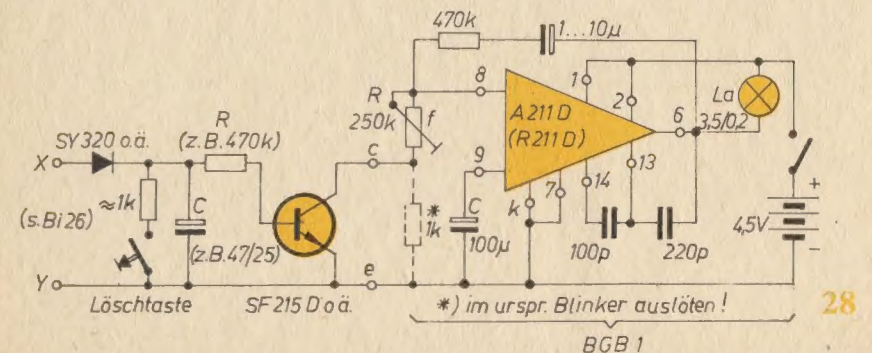 470k
1...10µ
8
1
2
La
3,5/0,2
R
250k
f
A211D
(R211D)
6
SY320 o.ä.
R
(z.B.470k)
X
c
9
7
14
13
k
+
4,5V
−
≈1k
(s.Bi26)
C
(z.B.47/25)
*
1k
C
100µ
100p
220p
Y
e
Löschtaste
SF215 D o ä.
*) im urspr. Blinker auslöten!
28
BGB 1